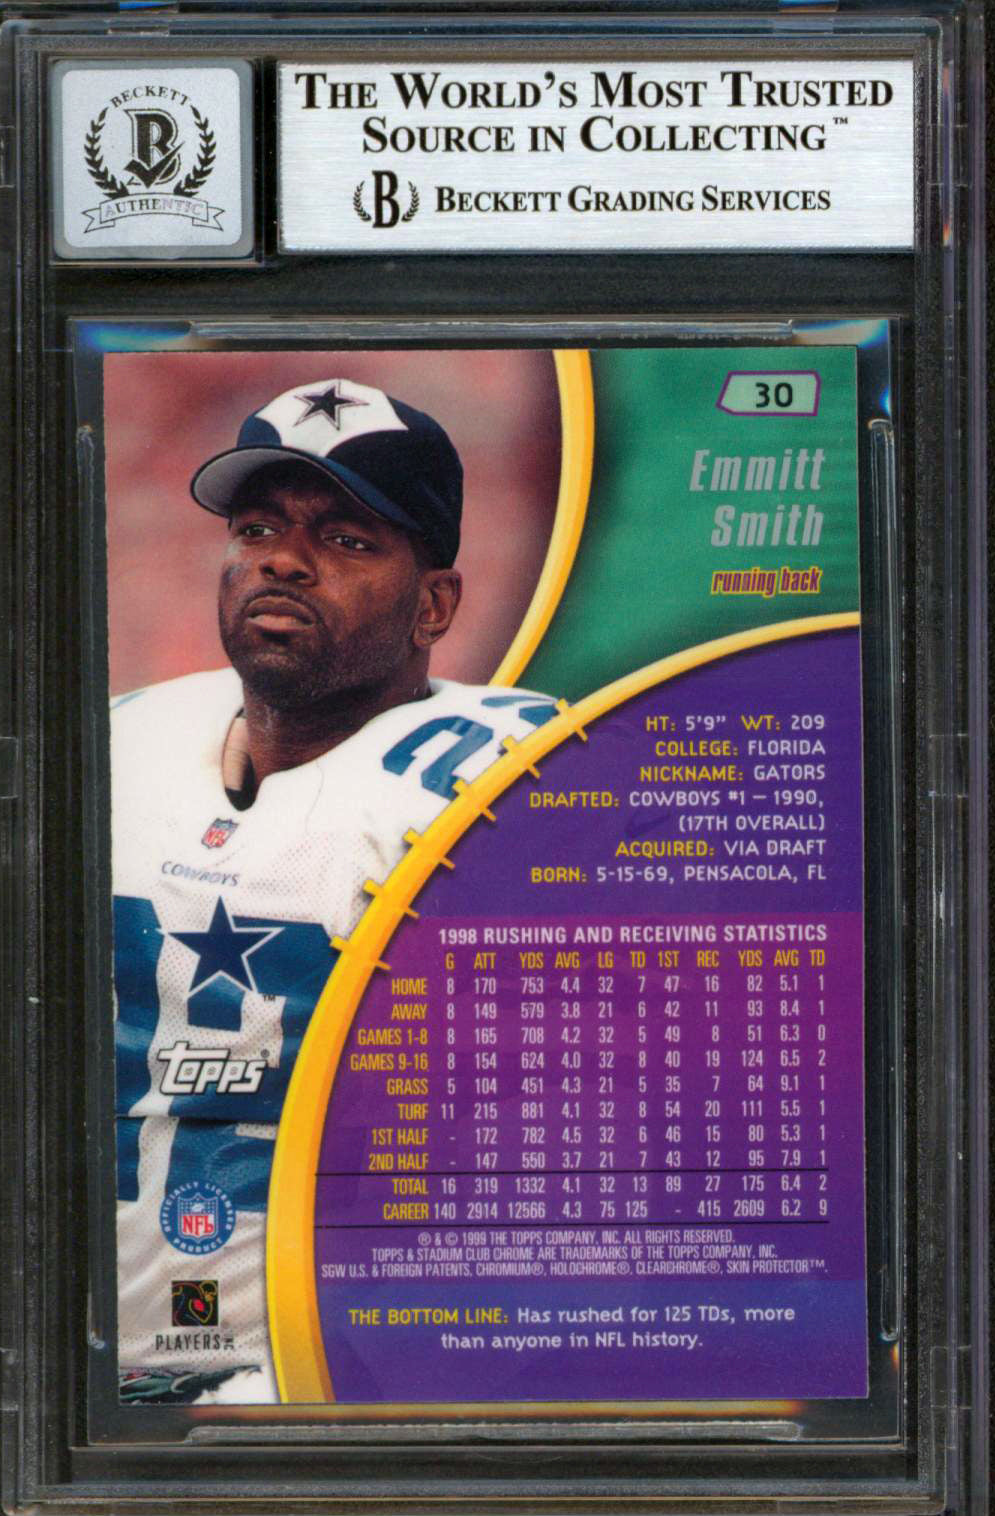 BECKETT
B
AUTHENTIC
THE WORLD'S MOST TRUSTED
SOURCE IN COLLECTING™
B BECKETT GRADING SERVICES
30
Emmitt
Smith
running back
HT: 5'9" WT: 209
COLLEGE: FLORIDA
NICKNAME: GATORS
DRAFTED: COWBOYS #1 – 1990,
(17TH OVERALL)
ACQUIRED: VIA DRAFT
BORN: 5-15-69, PENSACOLA, FL
NFL
COWBOYS
1998 RUSHING AND RECEIVING STATISTICS
G ATT YDS AVG LG TD 1ST REC YDS AVG TD
HOME 8 170 753 4.4 32 7 47 16 82 5.1 1
AWAY 8 149 579 3.8 21 6 42 11 93 8.4 1
GAMES 1-8 8 165 708 4.2 32 5 49 8 51 6.3 0
GAMES 9-16 8 154 624 4.0 32 8 40 19 124 6.5 2
GRASS 5 104 451 4.3 21 5 35 7 64 9.1 1
TURF 11 215 881 4.1 32 8 54 20 111 5.5 1
1ST HALF - 172 782 4.5 32 6 46 15 80 5.3 1
2ND HALF - 147 550 3.7 21 7 43 12 95 7.9 1
TOTAL 16 319 1332 4.1 32 13 89 27 175 6.4 2
CAREER 140 2914 12566 4.3 75 125 - 415 2609 6.2 9
™
Topps®
OFFICIALLY LICENSED
NFL
PRODUCT
PLAYERS INC
® & © 1999 THE TOPPS COMPANY, INC. ALL RIGHTS RESERVED.
TOPPS & STADIUM CLUB CHROME ARE TRADEMARKS OF THE TOPPS COMPANY, INC.
SGW U.S. & FOREIGN PATENTS, CHROMIUM®, HOLOCHROME®, CLEARCHROME®, SKIN PROTECTOR™.
THE BOTTOM LINE: Has rushed for 125 TDs, more
than anyone in NFL history.